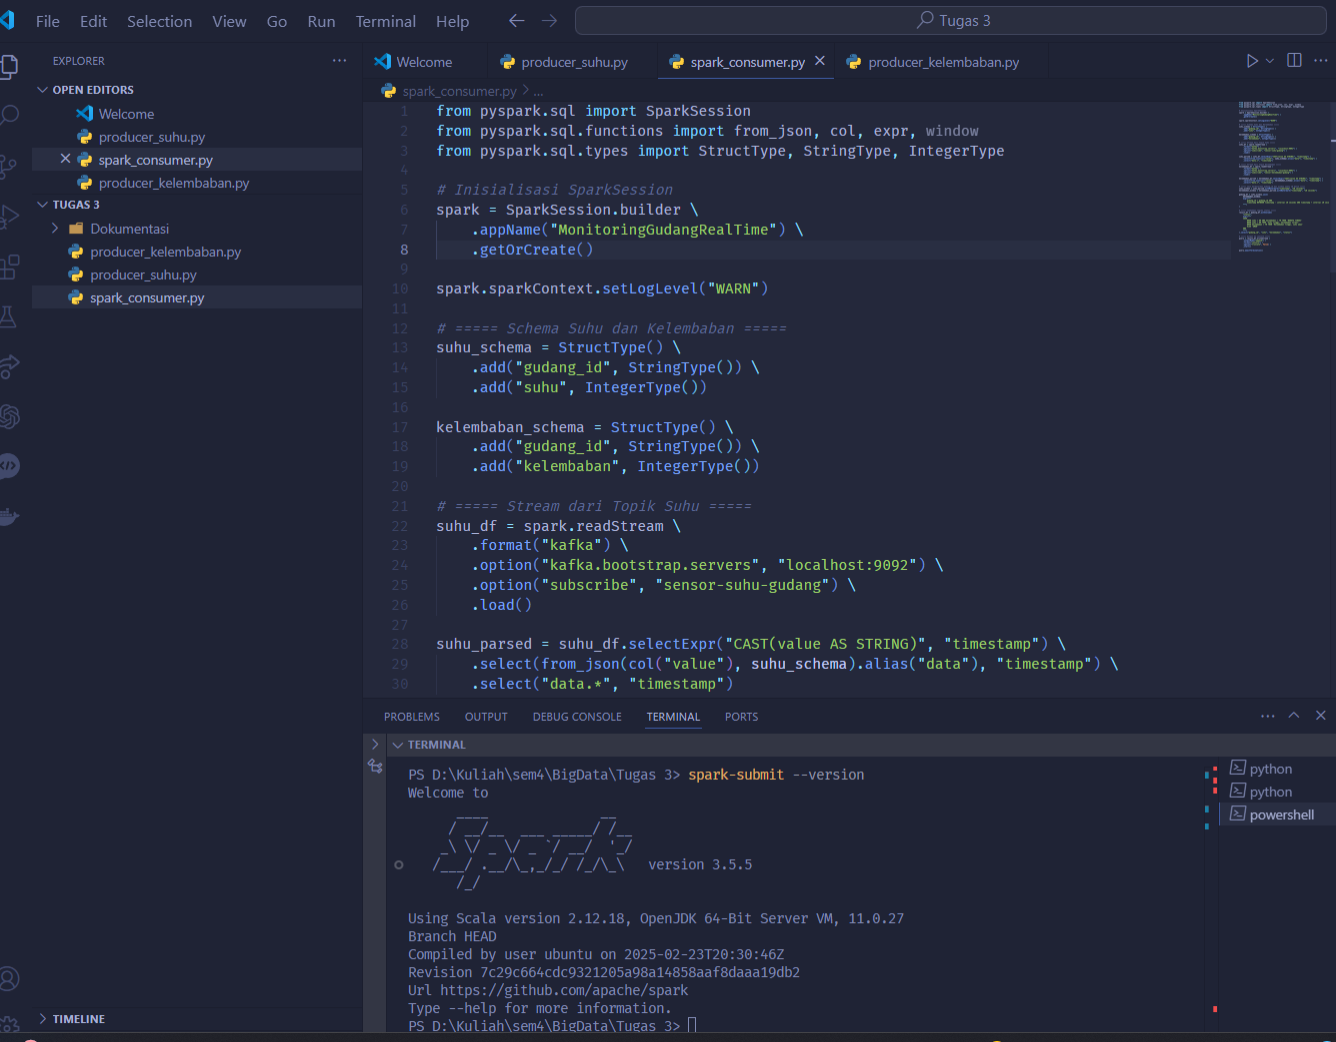 File Edit Selection View Go Run Terminal Help
Tugas 3
EXPLORER
OPEN EDITORS
Welcome
producer_suhu.py
spark_consumer.py
producer_kelembaban.py
TUGAS 3
Dokumentasi
producer_kelembaban.py
producer_suhu.py
spark_consumer.py
TIMELINE
Welcome producer_suhu.py spark_consumer.py producer_kelembaban.py
spark_consumer.py > ...
1 from pyspark.sql import SparkSession
2 from pyspark.sql.functions import from_json, col, expr, window
3 from pyspark.sql.types import StructType, StringType, IntegerType
4
5 # Inisialisasi SparkSession
6 spark = SparkSession.builder \
7 .appName("MonitoringGudangRealTime") \
8 .getOrCreate()
9
10 spark.sparkContext.setLogLevel("WARN")
11
12 # ===== Schema Suhu dan Kelembaban =====
13 suhu_schema = StructType() \
14 .add("gudang_id", StringType()) \
15 .add("suhu", IntegerType())
16
17 kelembaban_schema = StructType() \
18 .add("gudang_id", StringType()) \
19 .add("kelembaban", IntegerType())
20
21 # ===== Stream dari Topik Suhu =====
22 suhu_df = spark.readStream \
23 .format("kafka") \
24 .option("kafka.bootstrap.servers", "localhost:9092") \
25 .option("subscribe", "sensor-suhu-gudang") \
26 .load()
27
28 suhu_parsed = suhu_df.selectExpr("CAST(value AS STRING)", "timestamp") \
29 .select(from_json(col("value"), suhu_schema).alias("data"), "timestamp") \
30 .select("data.*", "timestamp")
PROBLEMS OUTPUT DEBUG CONSOLE TERMINAL PORTS
TERMINAL
PS D:\Kuliah\sem4\BigData\Tugas 3> spark-submit --version
Welcome to
      ____              __
     / __/__  ___ _____/ /__
    _\ \/ _ \/ _ `/ __/  '_/
   /___/ .__/\_,_/_/ /_/\_\   version 3.5.5
      /_/
Using Scala version 2.12.18, OpenJDK 64-Bit Server VM, 11.0.27
Branch HEAD
Compiled by user ubuntu on 2025-02-23T20:30:46Z
Revision 7c29c664cdc9321205a98a14858aaf8daaa19db2
Url https://github.com/apache/spark
Type --help for more information.
PS D:\Kuliah\sem4\BigData\Tugas 3>
python
python
powershell